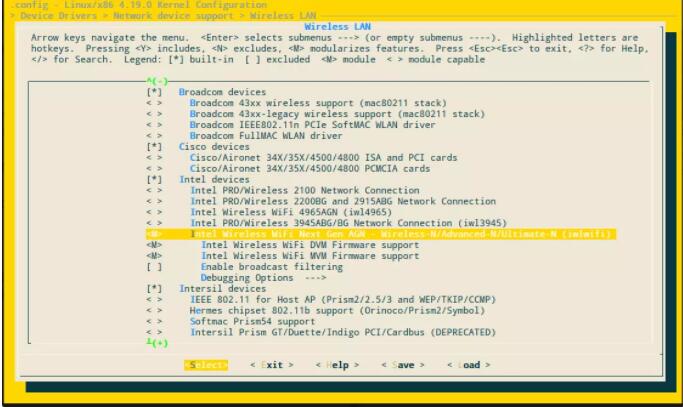 .config - Linux/x86 4.19.0 Kernel Configuration
> Device Drivers > Network device support > Wireless LAN
Wireless LAN
Arrow keys navigate the menu. <Enter> selects submenus ---> (or empty submenus ----). Highlighted letters are
hotkeys. Pressing <Y> includes, <N> excludes, <M> modularizes features. Press <Esc><Esc> to exit, <?> for Help,
</> for Search. Legend: [*] built-in [ ] excluded <M> module < > module capable
^(-)
[*] Broadcom devices
< > Broadcom 43xx wireless support (mac80211 stack)
< > Broadcom 43xx-legacy wireless support (mac80211 stack)
< > Broadcom IEEE802.11n PCIe SoftMAC WLAN driver
< > Broadcom FullMAC WLAN driver
[*] Cisco devices
< > Cisco/Aironet 34X/35X/4500/4800 ISA and PCI cards
< > Cisco/Aironet 34X/35X/4500/4800 PCMCIA cards
[*] Intel devices
< > Intel PRO/Wireless 2100 Network Connection
< > Intel PRO/Wireless 2200BG and 2915ABG Network Connection
< > Intel Wireless WiFi 4965AGN (iwl4965)
< > Intel PRO/Wireless 3945ABG/BG Network Connection (iwl3945)
<M> Intel Wireless WiFi Next Gen AGN - Wireless-N/Advanced-N/Ultimate-N (iwlwifi)
<M> Intel Wireless WiFi DVM Firmware support
<M> Intel Wireless WiFi MVM Firmware support
[ ] Enable broadcast filtering
Debugging Options --->
[*] Intersil devices
< > IEEE 802.11 for Host AP (Prism2/2.5/3 and WEP/TKIP/CCMP)
< > Hermes chipset 802.11b support (Orinoco/Prism2/Symbol)
< > Softmac Prism54 support
< > Intersil Prism GT/Duette/Indigo PCI/Cardbus (DEPRECATED)
┴(+)
<Select> < Exit > < Help > < Save > < Load >